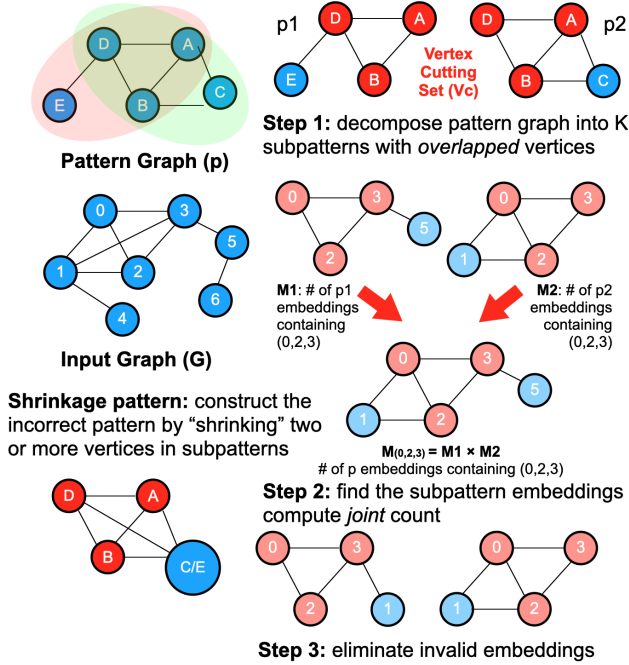 D
A
C
B
E
Pattern Graph (p)
p1
D
A
E
B
Vertex
Cutting
Set (Vc)
D
A
p2
B
C
Step 1: decompose pattern graph into K
subpatterns with overlapped vertices
0
3
5
1
2
6
4
Input Graph (G)
0
3
5
2
0
3
1
2
M1: # of p1
embeddings
containing
(0,2,3)
M2: # of p2
embeddings
containing
(0,2,3)
0
3
5
1
2
M(0,2,3) = M1 × M2
# of p embeddings containing (0,2,3)
Step 2: find the subpattern embeddings
compute joint count
Shrinkage pattern: construct the
incorrect pattern by “shrinking” two
or more vertices in subpatterns
D
A
B
C/E
0
3
2
1
0
3
1
2
Step 3: eliminate invalid embeddings